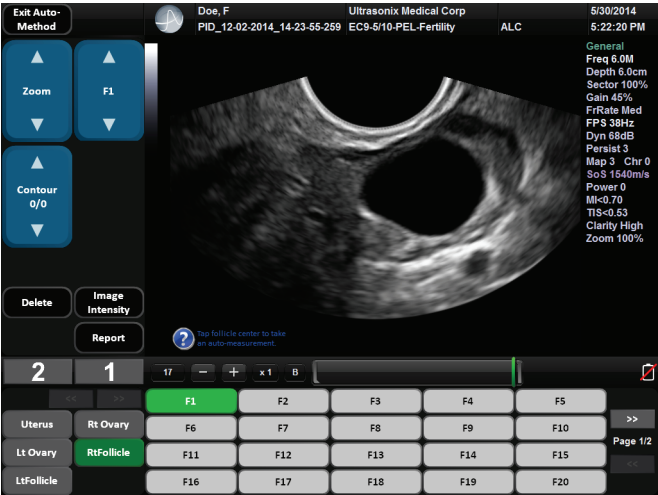 Exit Auto-
Method
Doe, F
Ultrasonix Medical Corp
5/30/2014
PID_12-02-2014_14-23-55-259
EC9-5/10-PEL-Fertility
ALC
5:22:20 PM
Zoom
F1
Contour
0/0
Delete
Image
Intensity
Report
General
Freq 6.0M
Depth 6.0cm
Sector 100%
Gain 45%
FrRate Med
FPS 38Hz
Dyn 68dB
Persist 3
Map 3 Chr 0
SoS 1540m/s
Power 0
MI<0.70
TIS<0.53
Clarity High
Zoom 100%
? Tap follicle center to take
an auto-measurement.
2 1
17 − + x 1 B
<< >>
Uterus Rt Ovary
Lt Ovary RtFollicle
LtFollicle
F1 F2 F3 F4 F5
F6 F7 F8 F9 F10
F11 F12 F13 F14 F15
F16 F17 F18 F19 F20
>>
Page 1/2
<<